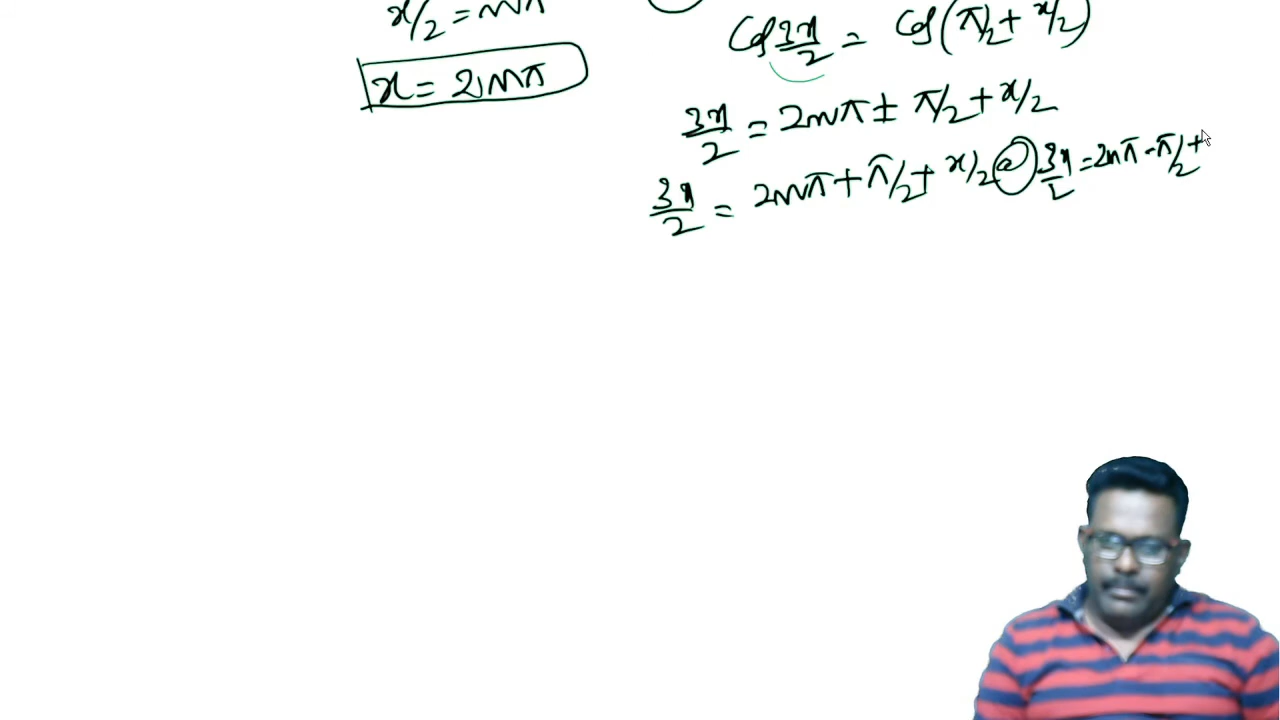 x/2 = nπ
x = 2nπ
Cos 3x/2 = Cos(π/2 + x/2)
3x/2 = 2nπ ± π/2 + x/2
3x/2 = 2nπ + π/2 + x/2 or 3x/2 = 2nπ - π/2 +